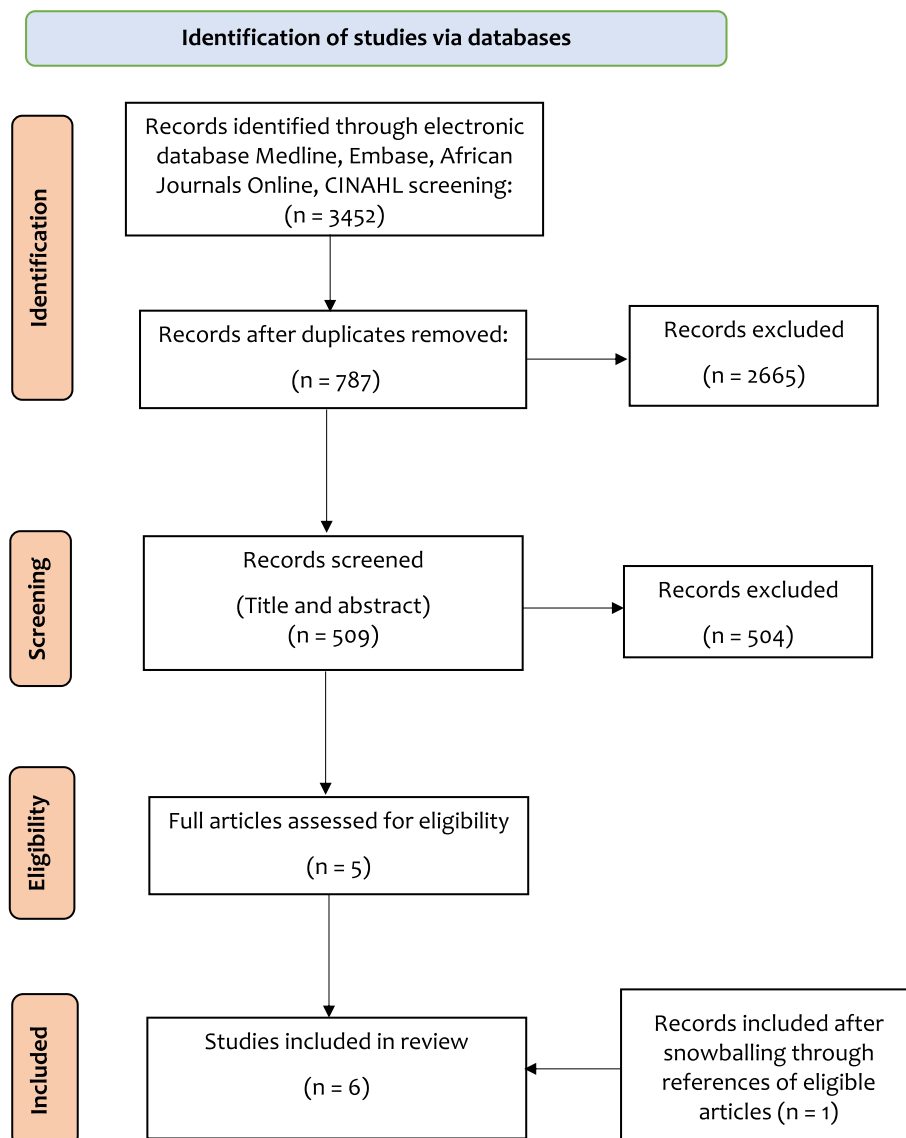 Identification of studies via databases
Identification
Records identified through electronic
database Medline, Embase, African
Journals Online, CINAHL screening:
(n = 3452)
Records after duplicates removed:
(n = 787)
Records excluded
(n = 2665)
Screening
Records screened
(Title and abstract)
(n = 509)
Records excluded
(n = 504)
Eligibility
Full articles assessed for eligibility
(n = 5)
Included
Studies included in review
(n = 6)
Records included after
snowballing through
references of eligible
articles (n = 1)